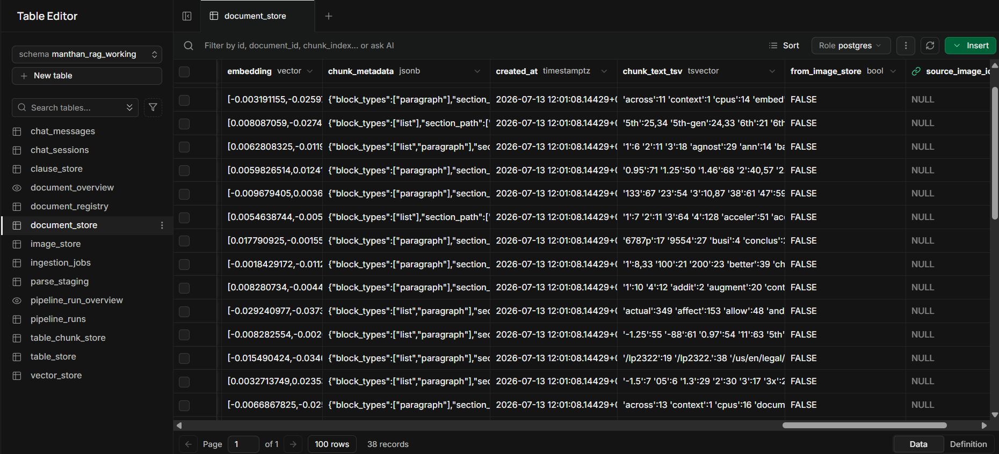 Table Editor
document_store
schema manthan_rag_working
New table
Search tables...
chat_messages
chat_sessions
clause_store
document_overview
document_registry
document_store
image_store
ingestion_jobs
parse_staging
pipeline_run_overview
pipeline_runs
table_chunk_store
table_store
vector_store
Filter by id, document_id, chunk_index... or ask AI
Sort
Role postgres
Insert
embedding vector chunk_metadata jsonb created_at timestamptz chunk_text_tsv tsvector from_image_store bool source_image_id
[-0.003191155,-0.0259 {"block_types":["paragraph"],"section_ 2026-07-13 12:01:08.14429+0 'across':11 'context':1 'cpus':14 'embed' FALSE NULL
[0.008087059,-0.0274 {"block_types":["list"],"section_path":[" 2026-07-13 12:01:08.14429+0 '5th':25,34 '5th-gen':24,33 '6th':21 '6th FALSE NULL
[0.0062808325,-0.0119 {"block_types":["list","paragraph"],"sec 2026-07-13 12:01:08.14429+0 '1':6 '2':11 '3':18 'agnost':29 'ann':14 'ba FALSE NULL
[0.0059826514,0.0124 {"block_types":["paragraph"],"section_ 2026-07-13 12:01:08.14429+0 '0.95':71 '1.25':50 '1.46':68 '2':40,57 '2 FALSE NULL
[-0.009679405,0.0036 {"block_types":["paragraph"],"section_ 2026-07-13 12:01:08.14429+0 '133':67 '23':54 '3':10,87 '38':61 '47':59 FALSE NULL
[0.0054638744,-0.005 {"block_types":["list"],"section_path":[" 2026-07-13 12:01:08.14429+0 '1':7 '2':11 '3':64 '4':128 'acceler':51 'acc FALSE NULL
[0.017790925,-0.00155 {"block_types":["paragraph"],"section_ 2026-07-13 12:01:08.14429+0 '6787p':17 '9554':27 'busi':4 'conclus': FALSE NULL
[-0.0018429172,-0.0112 {"block_types":["paragraph"],"section_ 2026-07-13 12:01:08.14429+0 '1':8,33 '100':21 '200':23 'better':39 'ch FALSE NULL
[0.008280734,-0.0044 {"block_types":["paragraph"],"section_ 2026-07-13 12:01:08.14429+0 '1':10 '4':12 'addit':2 'augment':20 'cont FALSE NULL
[-0.029240977,-0.0373 {"block_types":["list","paragraph"],"sec 2026-07-13 12:01:08.14429+0 'actual':349 'affect':153 'allow':48 'and FALSE NULL
[-0.008282554,-0.002 {"block_types":["list","paragraph"],"sec 2026-07-13 12:01:08.14429+0 '-1.25':55 '-88':61 '0.97':54 '11':63 '5th' FALSE NULL
[-0.015490424,-0.034 {"block_types":["list","paragraph"],"sec 2026-07-13 12:01:08.14429+0 '/lp2322':19 '/lp2322.':38 '/us/en/legal/ FALSE NULL
[0.0032713749,0.0235 {"block_types":["list","paragraph"],"sec 2026-07-13 12:01:08.14429+0 '-1.5':7 '05':6 '1.3':29 '2':30 '3':17 '3x': FALSE NULL
[-0.0066867825,-0.02 {"block_types":["paragraph"],"section_ 2026-07-13 12:01:08.14429+0 'across':13 'context':1 'cpus':16 'docum FALSE NULL
Page 1 of 1 100 rows 38 records Data Definition